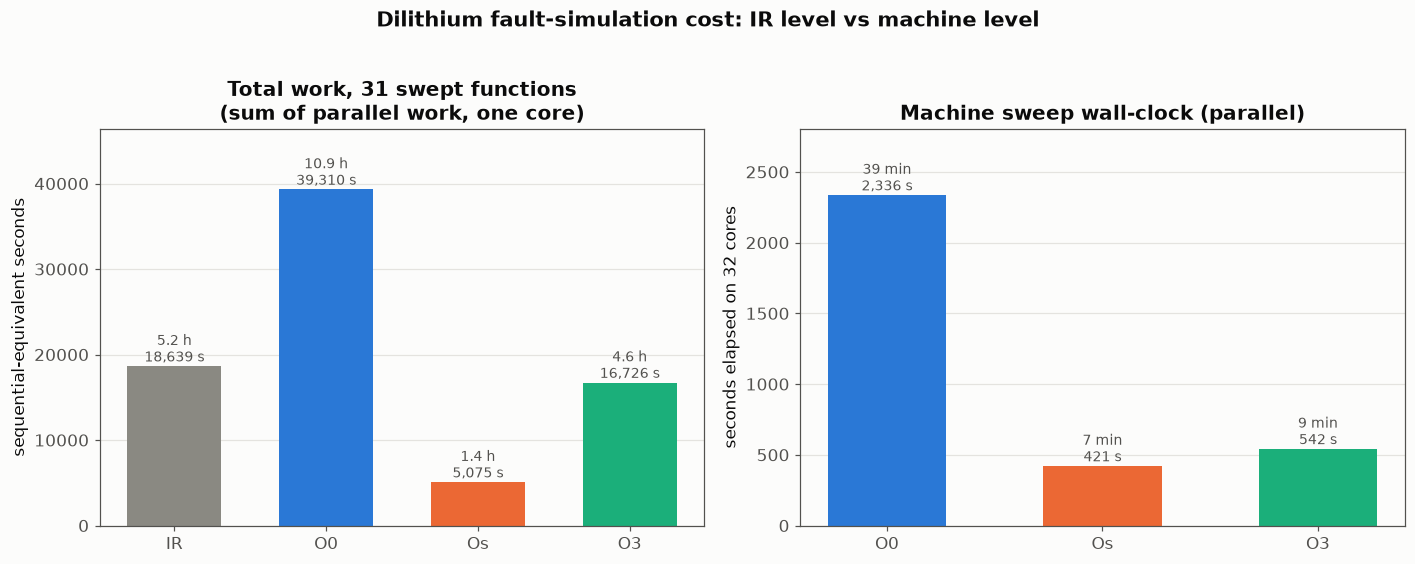 Dilithium fault-simulation cost: IR level vs machine level
Total work, 31 swept functions
(sum of parallel work, one core)
sequential-equivalent seconds
40000
30000
20000
10000
0
5.2 h
18,639 s
10.9 h
39,310 s
1.4 h
5,075 s
4.6 h
16,726 s
IR
O0
Os
O3
Machine sweep wall-clock (parallel)
seconds elapsed on 32 cores
2500
2000
1500
1000
500
0
39 min
2,336 s
7 min
421 s
9 min
542 s
O0
Os
O3